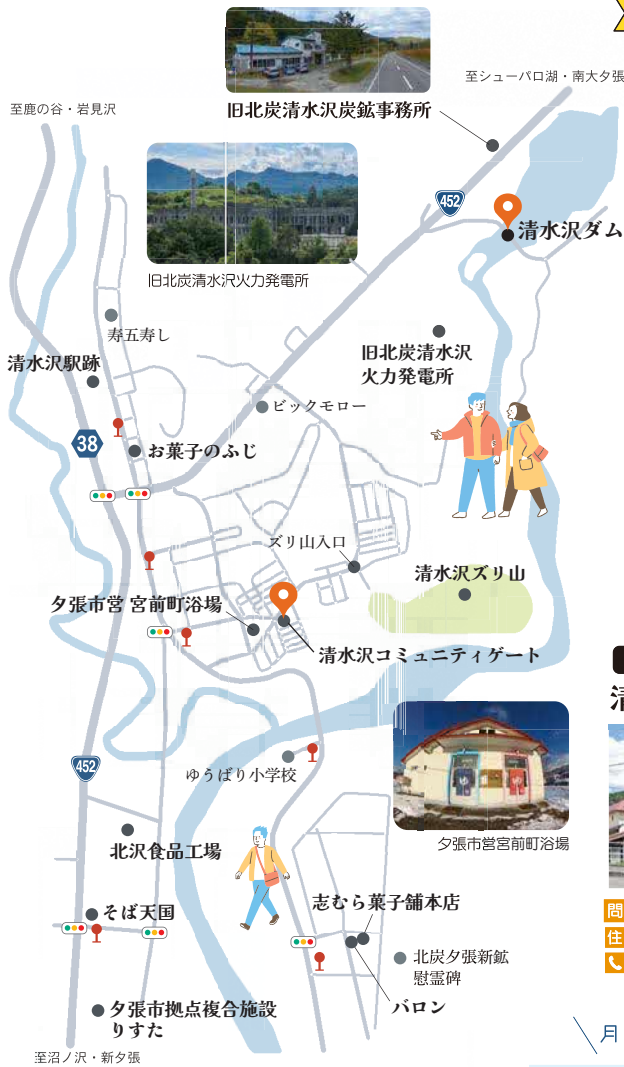 至シューパロ湖・南大夕張
至鹿の谷・岩見沢
旧北炭清水沢炭鉱事務所
452
清水沢ダム
旧北炭清水沢火力発電所
寿五寿し
旧北炭清水沢
火力発電所
清水沢駅跡
ビックモロー
38
お菓子のふじ
ズリ山入口
清水沢ズリ山
夕張市営 宮前町浴場
清水沢コミュニティゲート
清
452
ゆうばり小学校
夕張市営宮前町浴場
北沢食品工場
志むら菓子舗本店
そば天国
問
住
北炭夕張新鉱
慰霊碑
バロン
夕張市拠点複合施設
りすた
月
至沼ノ沢・新夕張